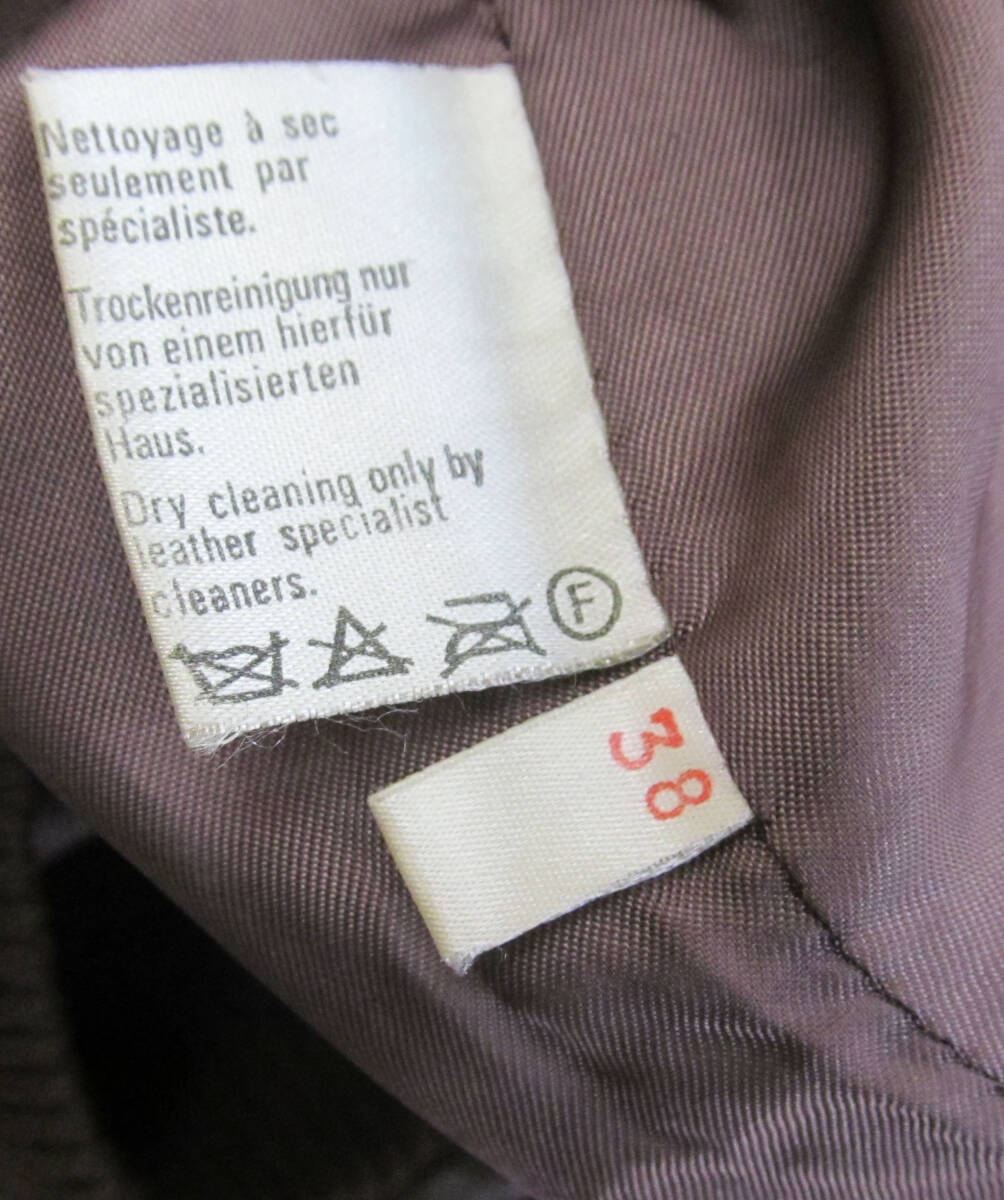 Nettoyage à sec
seulement par
spécialiste.
Trockenreinigung nur
von einem hierfür
spezialisierten
Haus.
Dry cleaning only by
leather specialist
cleaners.
F
38